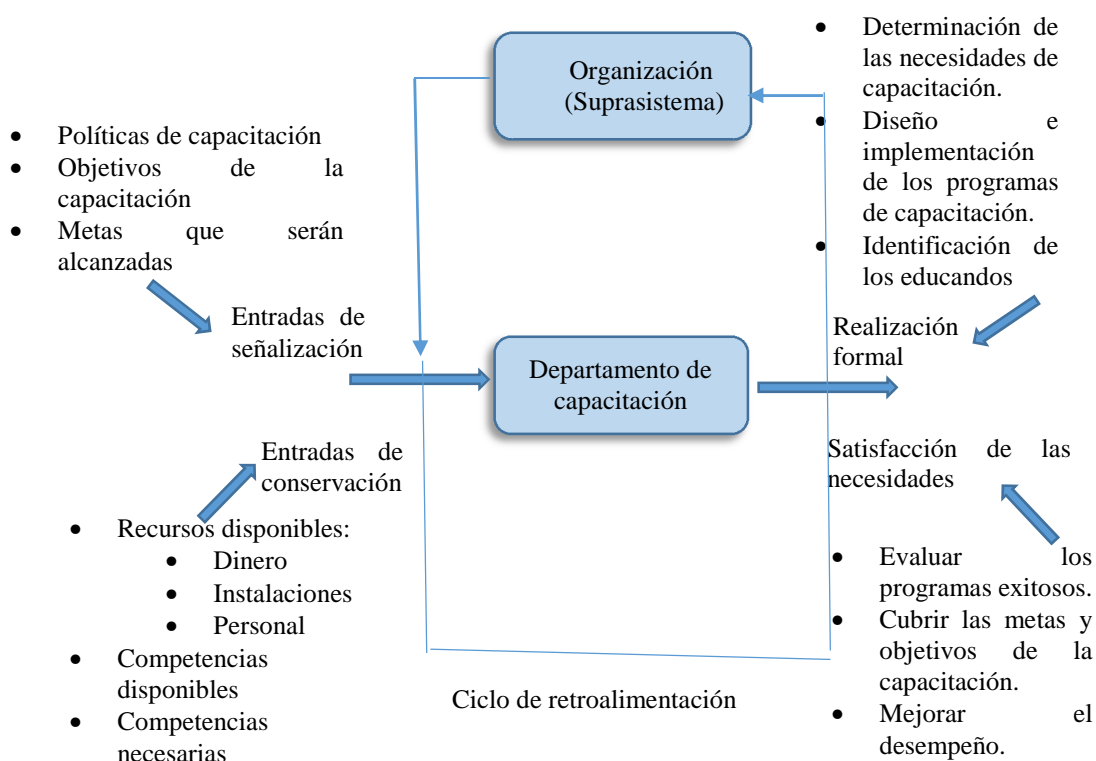 Organización
(Suprasistema)
• Políticas de capacitación
• Objetivos de la
capacitación
• Metas que serán
alcanzadas
Entradas de
señalización
Entradas de
conservación
• Recursos disponibles:
• Dinero
• Instalaciones
• Personal
• Competencias
disponibles
• Competencias
necesarias
Departamento de
capacitación
Ciclo de retroalimentación
• Determinación de
las necesidades de
capacitación.
• Diseño e
implementación
de los programas
de capacitación.
• Identificación de
los educandos
Realización
formal
Satisfacción de las
necesidades
• Evaluar los
programas exitosos.
• Cubrir las metas y
objetivos de la
capacitación.
• Mejorar el
desempeño.